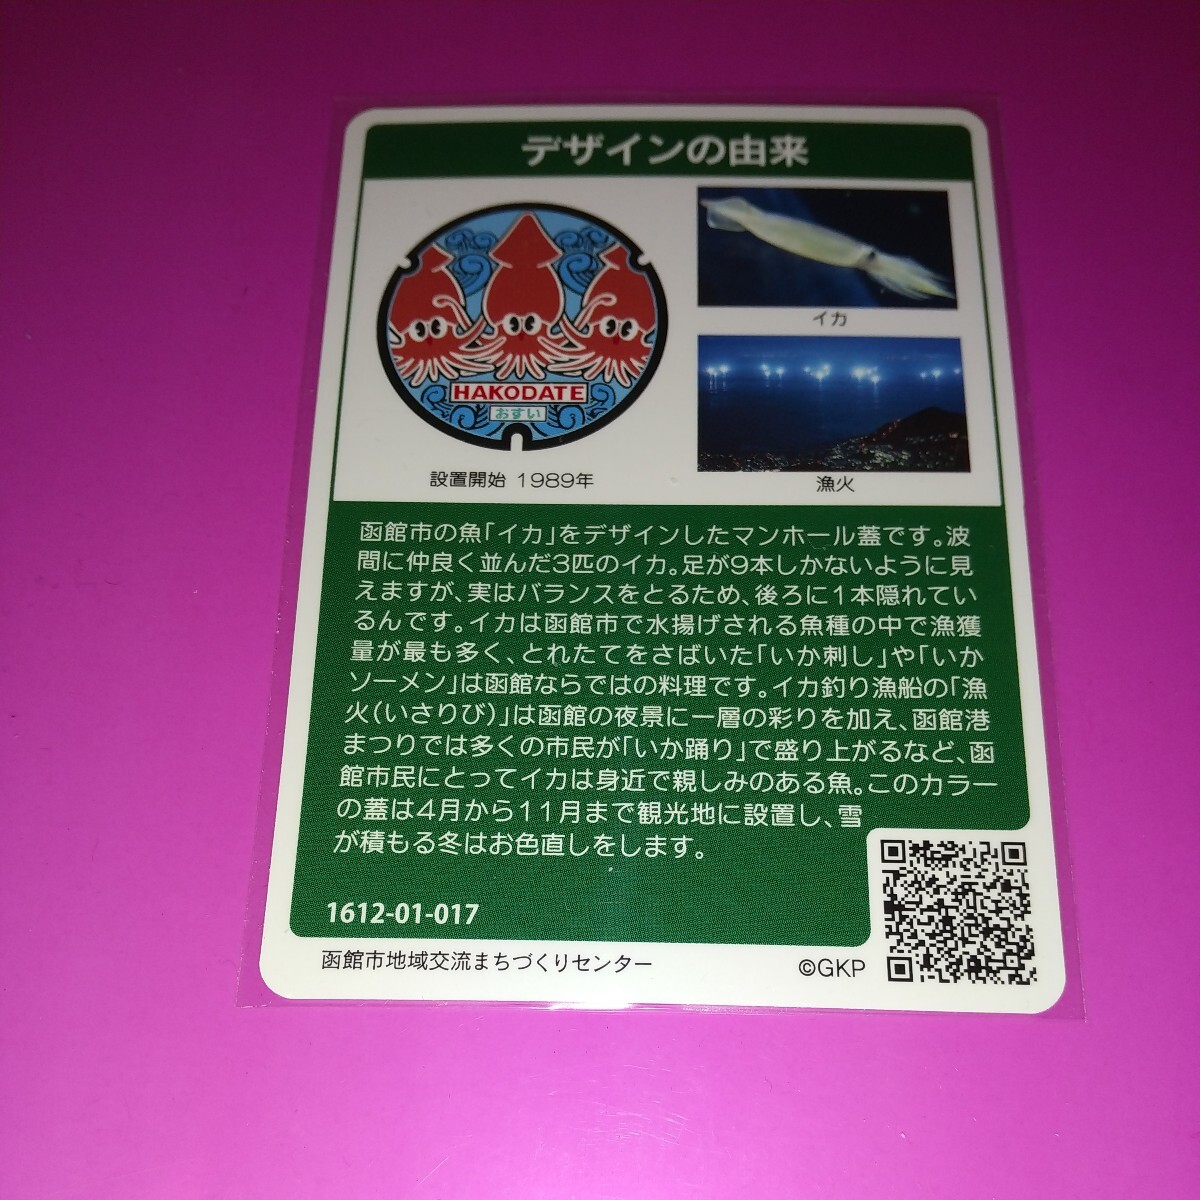 デザインの由来
HAKODATE
おすい
設置開始 1989年
イカ
漁火
函館市の魚「イカ」をデザインしたマンホール蓋です。波
間に仲良く並んだ3匹のイカ。足が9本しかないように見
えますが、実はバランスをとるため、後ろに1本隠れてい
るんです。イカは函館市で水揚げされる魚種の中で漁獲
量が最も多く、とれたてをさばいた「いか刺し」や「いか
ソーメン」は函館ならではの料理です。イカ釣り漁船の「漁
火(いさりび)」は函館の夜景に一層の彩りを加え、函館港
まつりでは多くの市民が「いか踊り」で盛り上がるなど、函
館市民にとってイカは身近で親しみのある魚。このカラー
の蓋は4月から11月まで観光地に設置し、雪
が積もる冬はお色直しをします。
1612-01-017
函館市地域交流まちづくりセンター
©GKP